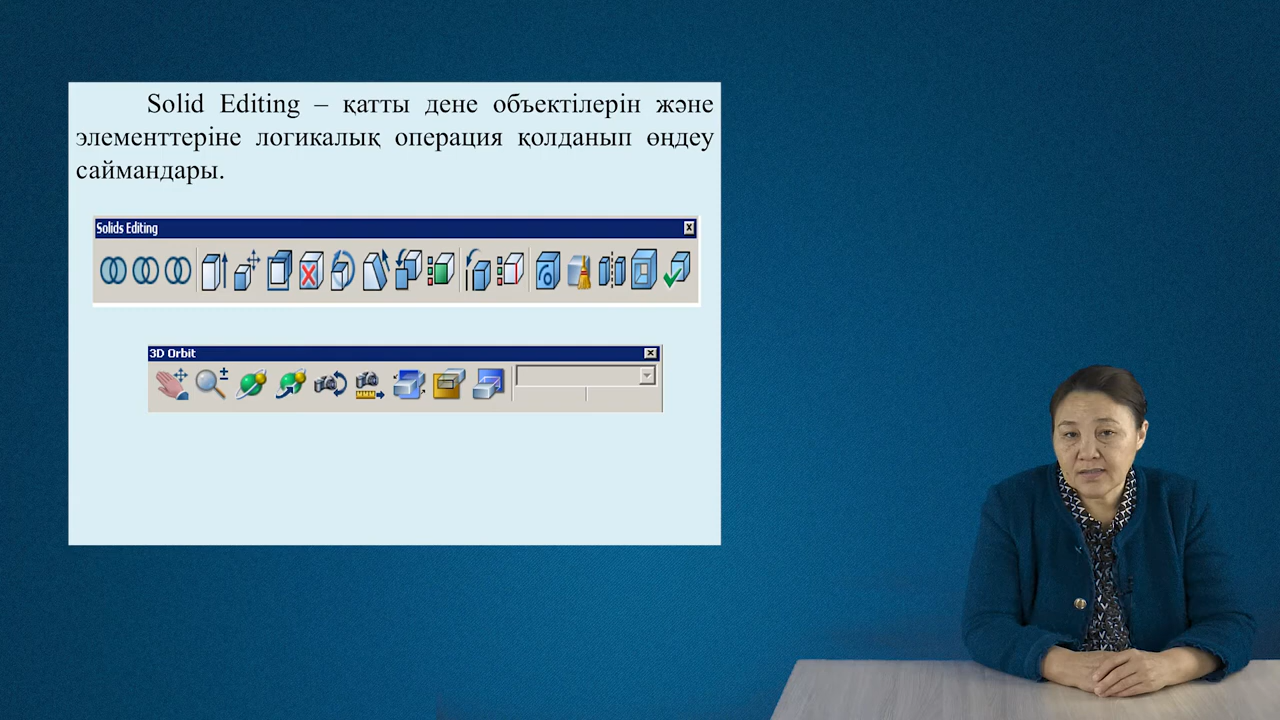 Solid Editing – қатты дене объектілерін және
элементтеріне логикалық операция қолданып өңдеу
саймандары.
Solids Editing
3D Orbit